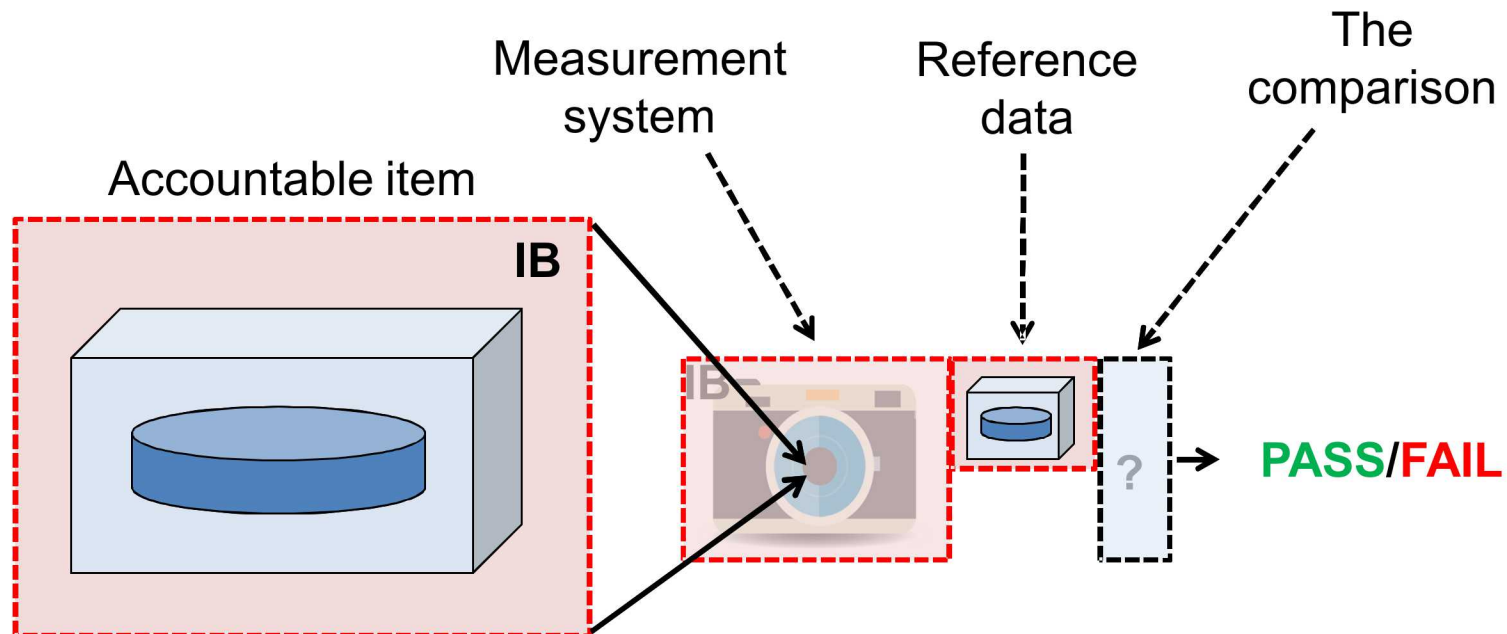 Measurement
system
Reference
data
The
comparison
Accountable item
IB
IB
?
PASS/FAIL